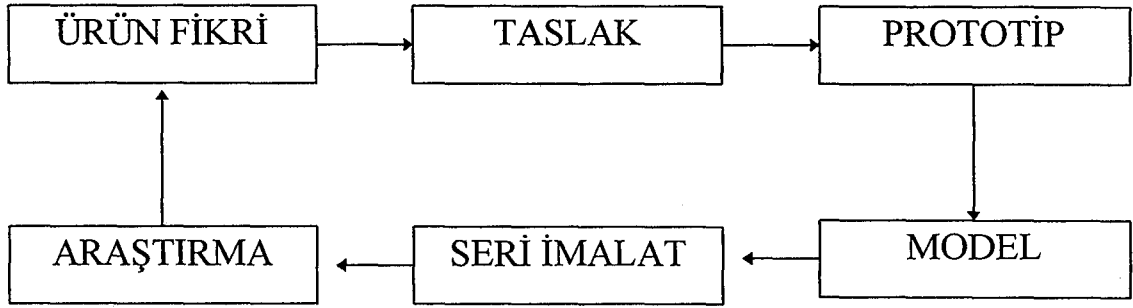 ÜRÜN FİKRİ
TASLAK
PROTOTİP
ARAŞTIRMA
SERİ İMALAT
MODEL